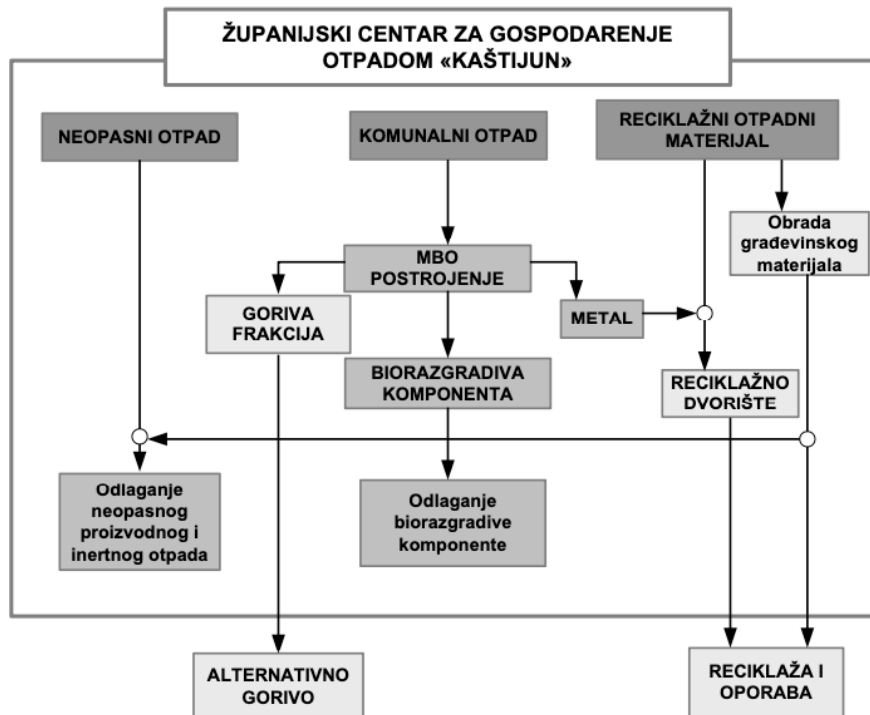 ŽUPANIJSKI CENTAR ZA GOSPODARENJE
OTPADOM «KAŠTIJUN»
NEOPASNI OTPAD
KOMUNALNI OTPAD
RECIKLAŽNI OTPADNI
MATERIJAL
Obrada
građevinskog
materijala
MBO
POSTROJENJE
GORIVA
FRAKCIJA
METAL
BIORAZGRADIVA
KOMPONENTA
RECIKLAŽNO
DVORIŠTE
Odlaganje
neopasnog
proizvodnog i
inertnog otpada
Odlaganje
biorazgradive
komponente
ALTERNATIVNO
GORIVO
RECIKLAŽA I
OPORABA